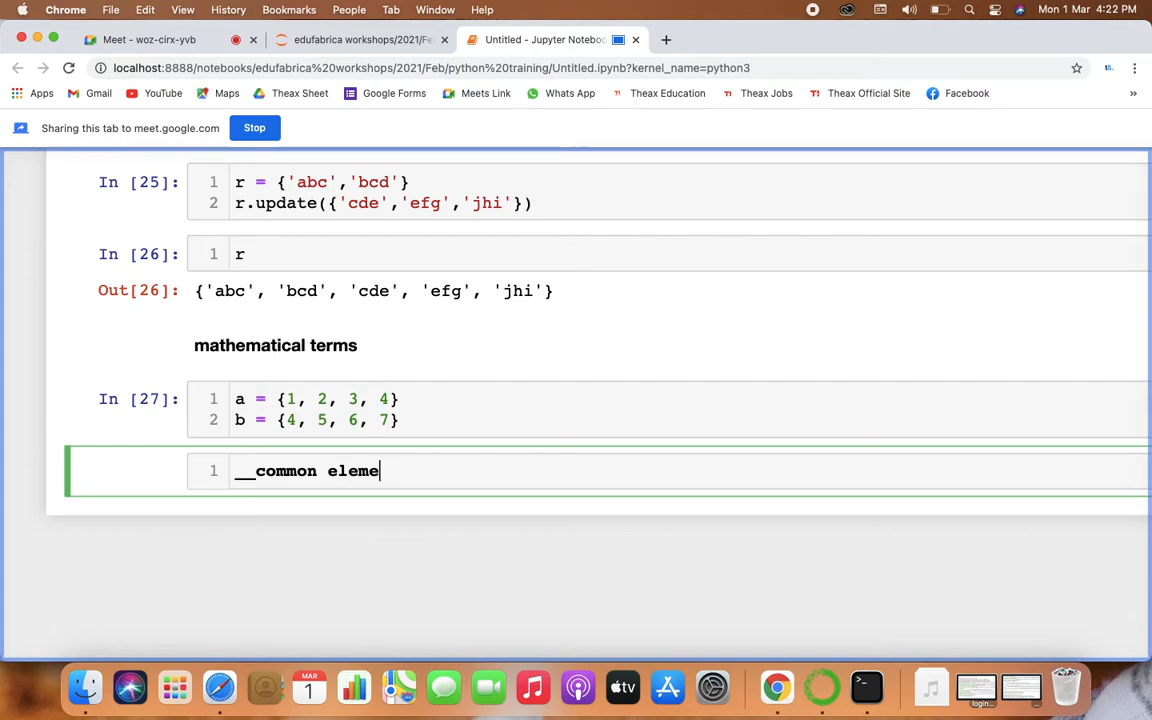 Chrome File Edit View History Bookmarks People Tab Window Help Mon 1 Mar 4:22 PM
Meet - woz-cirx-yvb edufabrica workshops/2021/Fe Untitled - Jupyter Noteboo
localhost:8888/notebooks/edufabrica%20workshops/2021/Feb/python%20training/Untitled.ipynb?kernel_name=python3
Apps Gmail YouTube Maps Theax Sheet Google Forms Meets Link Whats App Theax Education Theax Jobs Theax Official Site Facebook »
Sharing this tab to meet.google.com Stop
In [25]: 1 r = {'abc','bcd'}
2 r.update({'cde','efg','jhi'})
In [26]: 1 r
Out[26]: {'abc', 'bcd', 'cde', 'efg', 'jhi'}
mathematical terms
In [27]: 1 a = {1, 2, 3, 4}
2 b = {4, 5, 6, 7}
1 __common eleme
MAR
1
tv
login...